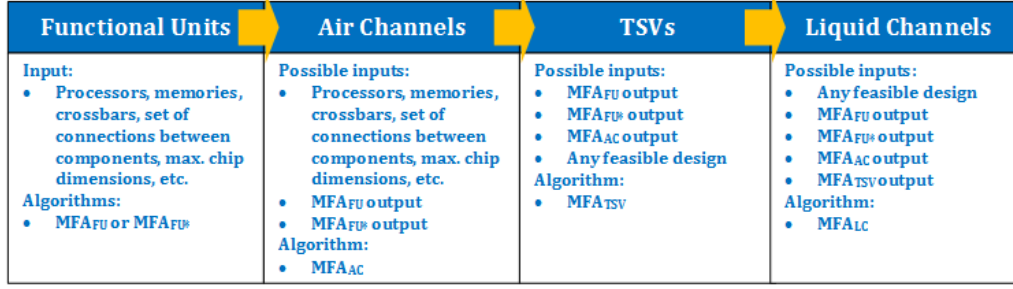 Functional Units
Input:
• Processors, memories,
crossbars, set of
connections between
components, max. chip
dimensions, etc.
Algorithms:
• MFAFU or MFAFU*
Air Channels
Possible inputs:
• Processors, memories,
crossbars, set of
connections between
components, max. chip
dimensions, etc.
• MFAFU output
• MFAFU* output
Algorithm:
• MFAAC
TSVs
Possible inputs:
• MFAFU output
• MFAFU* output
• MFAAC output
• Any feasible design
Algorithm:
• MFATSV
Liquid Channels
Possible inputs:
• Any feasible design
• MFAFU output
• MFAFU* output
• MFAAC output
• MFATSV output
Algorithm:
• MFALC